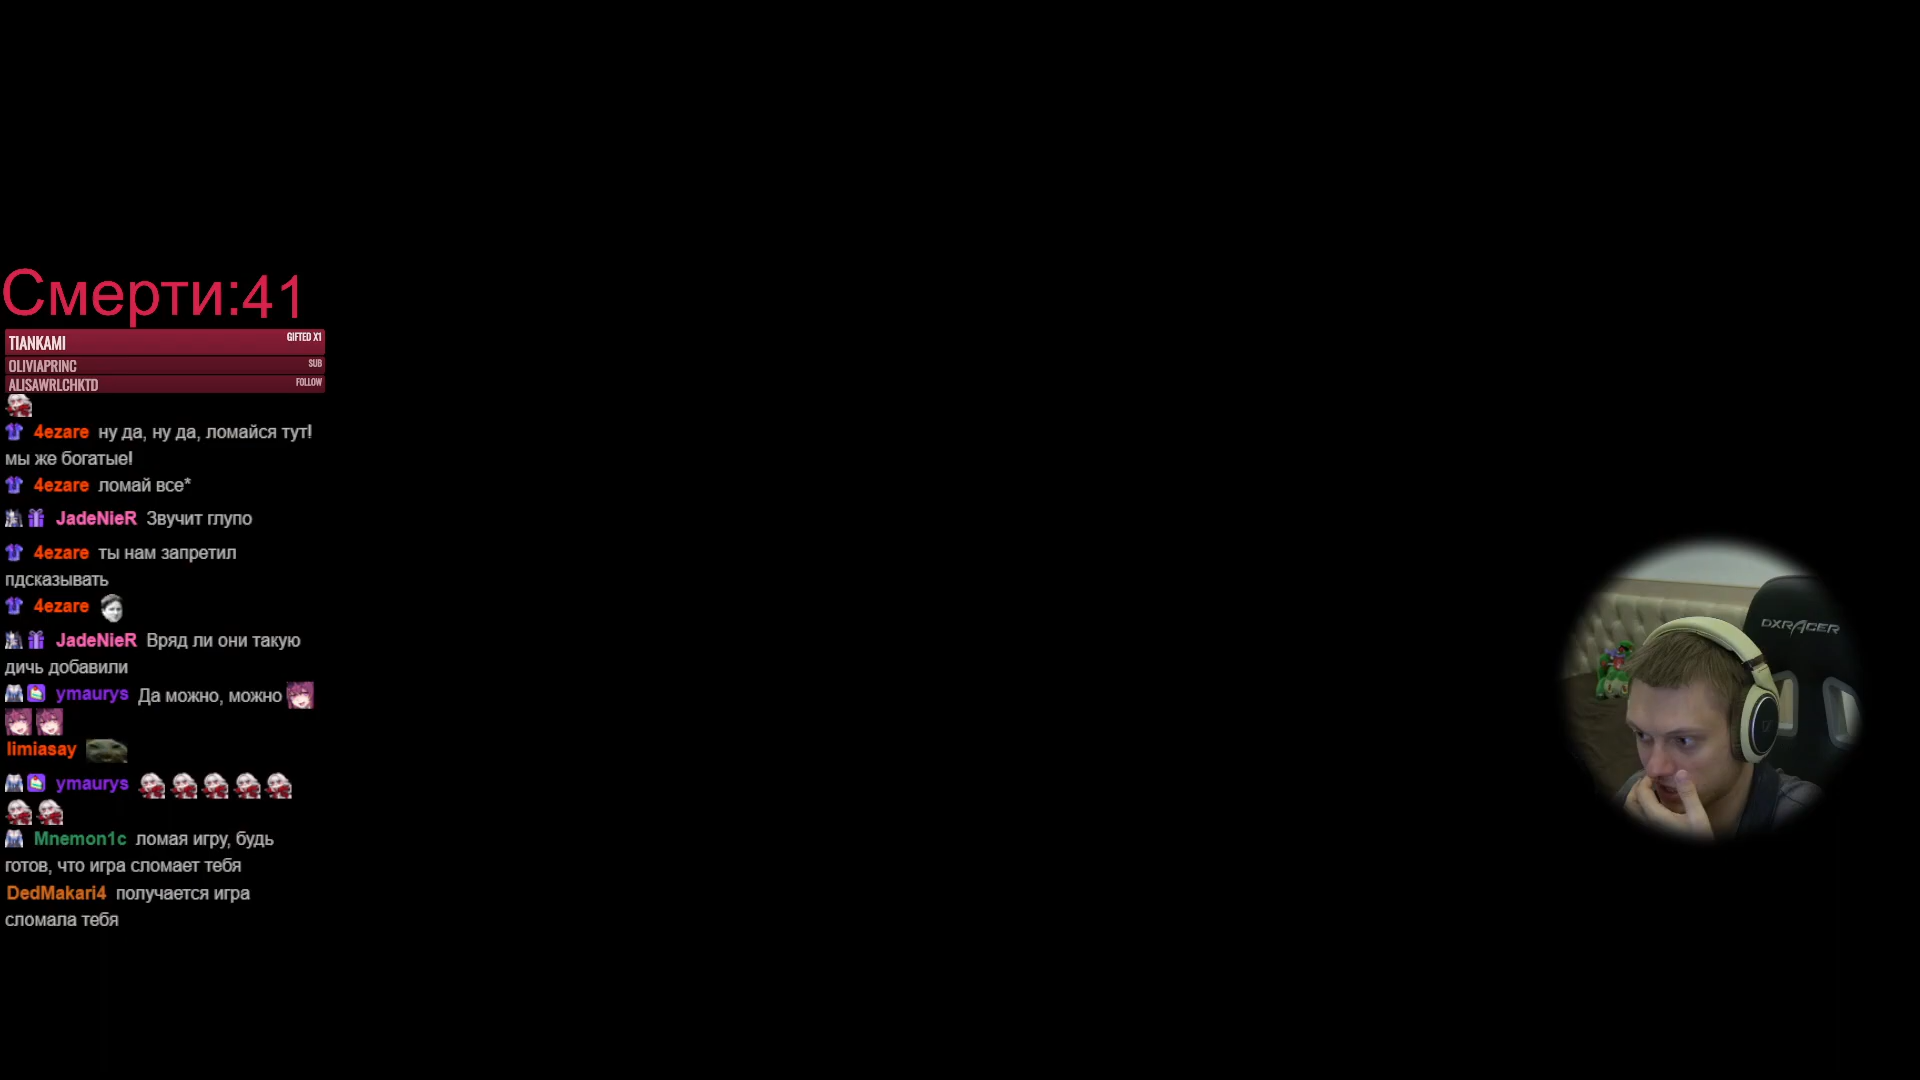 Смерти:41
TIANKAMI GIFTED X1
OLIVIAPRINC SUB
ALISAWRLCHKTD FOLLOW
4ezare ну да, ну да, ломайся тут!
мы же богатые!
4ezare ломай все*
JadeNieR Звучит глупо
4ezare ты нам запретил
пдсказывать
4ezare
JadeNieR Вряд ли они такую
дичь добавили
ymaurys Да можно, можно
limiasay
ymaurys
Mnemon1c ломая игру, будь
готов, что игра сломает тебя
DedMakari4 получается игра
сломала тебя
DXRACER